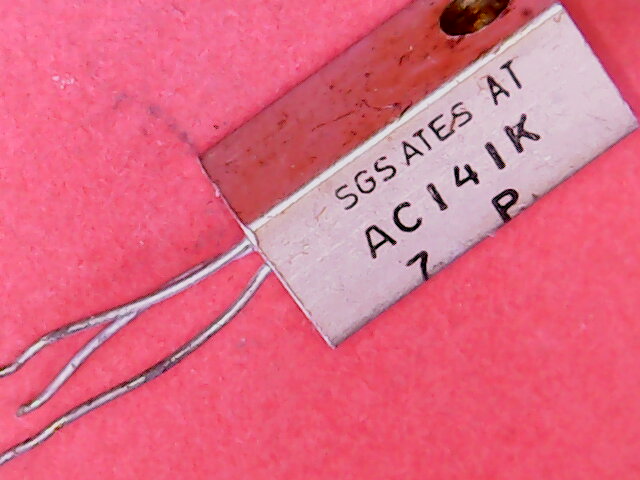 SGS ATES AT
AC141K
7 P.